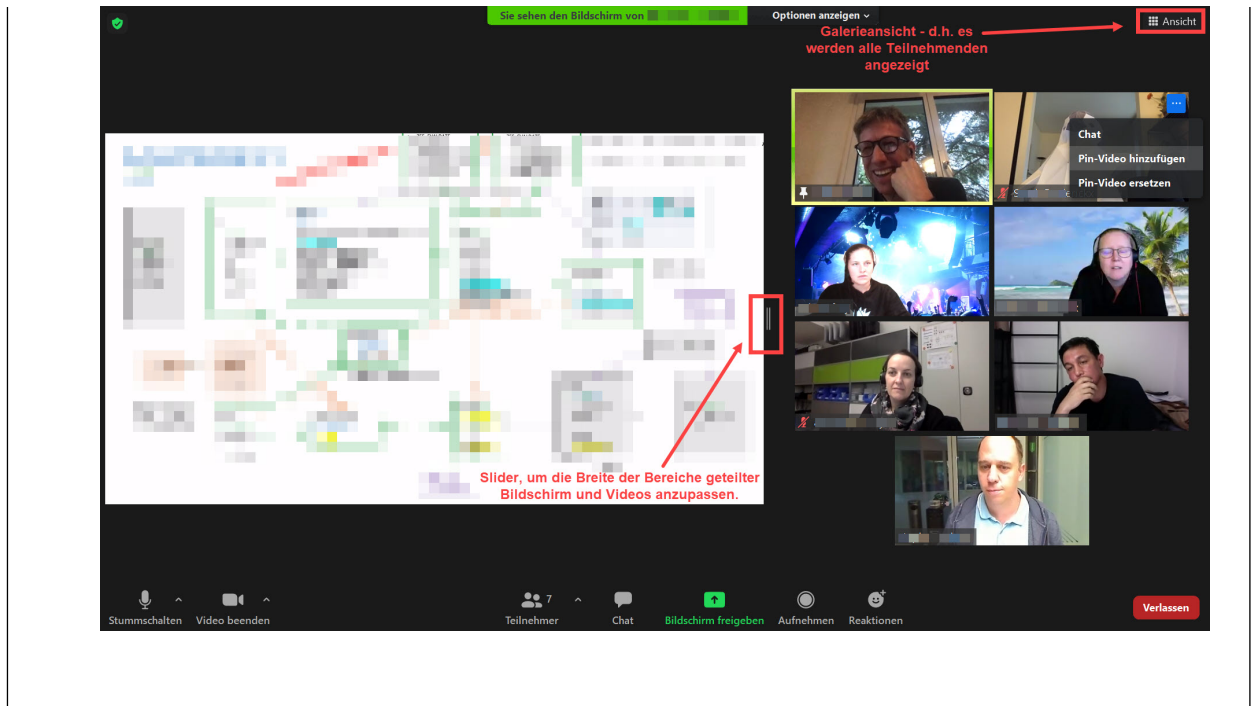 Sie sehen den Bildschirm von
Optionen anzeigen
Ansicht
Galerieansicht - d.h. es
werden alle Teilnehmenden
angezeigt
Chat
Pin-Video hinzufügen
Pin-Video ersetzen
Slider, um die Breite der Bereiche geteilter
Bildschirm und Videos anzupassen.
Stummschalten
Video beenden
7
Teilnehmer
Chat
Bildschirm freigeben
Aufnehmen
Reaktionen
Verlassen